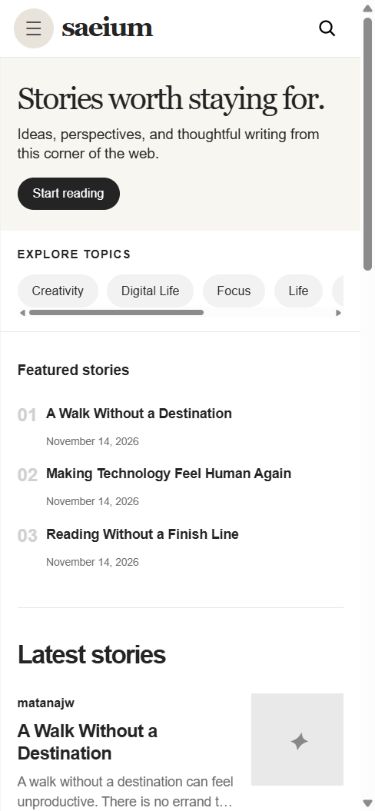 saeium
Stories worth staying for.
Ideas, perspectives, and thoughtful writing from
this corner of the web.
Start reading
EXPLORE TOPICS
Creativity
Digital Life
Focus
Life
Featured stories
01 A Walk Without a Destination
November 14, 2026
02 Making Technology Feel Human Again
November 14, 2026
03 Reading Without a Finish Line
November 14, 2026
Latest stories
matanajw
A Walk Without a
Destination
A walk without a destination can feel
unproductive. There is no errand t…